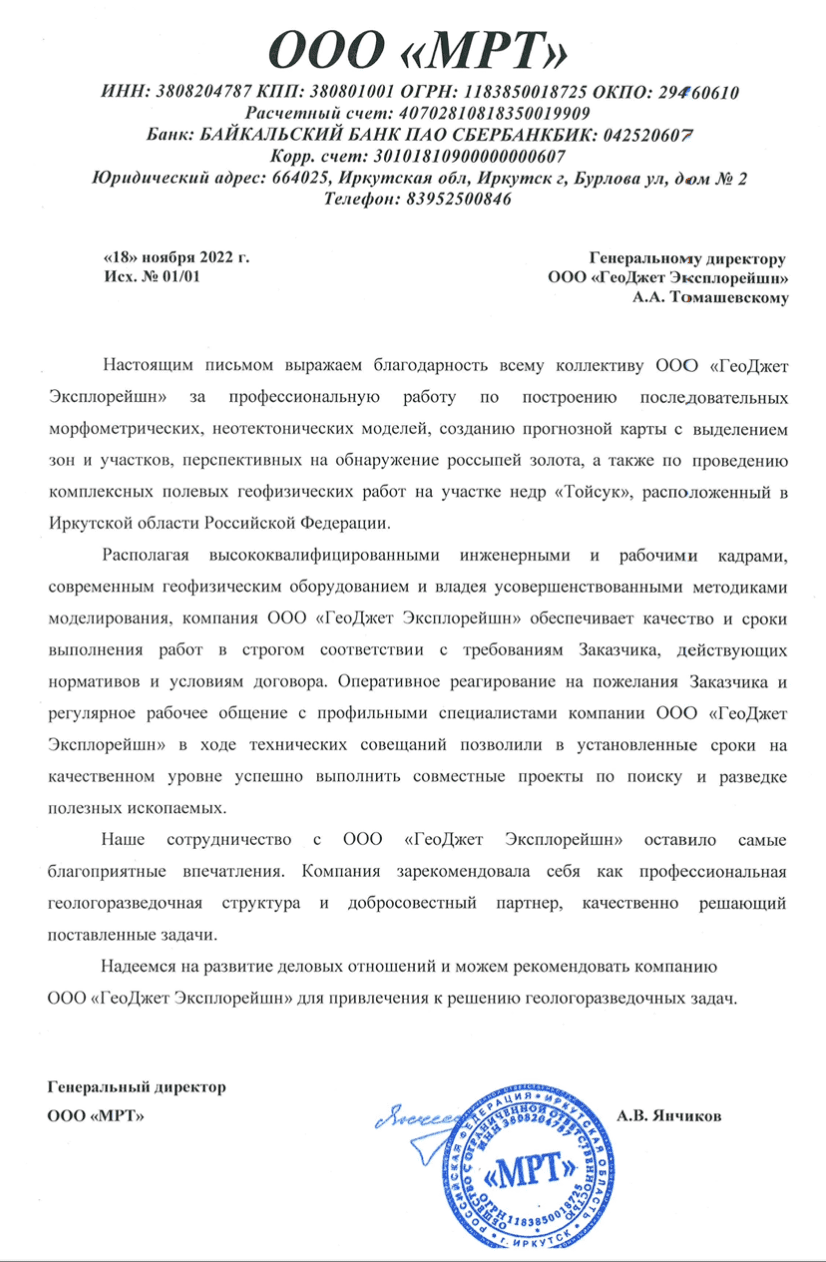 ООО «МРТ»
ИНН: 3808204787 КПП: 380801001 ОГРН: 1183850018725 ОКПО: 29460610
Расчетный счет: 40702810818350019909
Банк: БАЙКАЛЬСКИЙ БАНК ПАО СБЕРБАНКБИК: 042520607
Корр. счет: 30101810900000000607
Юридический адрес: 664025, Иркутская обл, Иркутск г, Бурлова ул, дом № 2
Телефон: 83952500846
«18» ноября 2022 г.
Исх. № 01/01
Генеральному директору
ООО «ГеоДжет Эксплорейшн»
А.А. Томашевскому
Настоящим письмом выражаем благодарность всему коллективу ООО «ГеоДжет
Эксплорейшн» за профессиональную работу по построению последовательных
морфометрических, неотектонических моделей, созданию прогнозной карты с выделением
зон и участков, перспективных на обнаружение россыпей золота, а также по проведению
комплексных полевых геофизических работ на участке недр «Тойсук», расположенный в
Иркутской области Российской Федерации.
Располагая высококвалифицированными инженерными и рабочими кадрами,
современным геофизическим оборудованием и владея усовершенствованными методиками
моделирования, компания ООО «ГеоДжет Эксплорейшн» обеспечивает качество и сроки
выполнения работ в строгом соответствии с требованиям Заказчика, действующих
нормативов и условиям договора. Оперативное реагирование на пожелания Заказчика и
регулярное рабочее общение с профильными специалистами компании ООО «ГеоДжет
Эксплорейшн» в ходе технических совещаний позволили в установленные сроки на
качественном уровне успешно выполнить совместные проекты по поиску и разведке
полезных ископаемых.
Наше сотрудничество с ООО «ГеоДжет Эксплорейшн» оставило самые
благоприятные впечатления. Компания зарекомендовала себя как профессиональная
геологоразведочная структура и добросовестный партнер, качественно решающий
поставленные задачи.
Надеемся на развитие деловых отношений и можем рекомендовать компанию
ООО «ГеоДжет Эксплорейшн» для привлечения к решению геологоразведочных задач.
Генеральный директор
ООО «МРТ»
А.В. Янчиков
РОССИЙСКАЯ ФЕДЕРАЦИЯ • ИРКУТСКАЯ ОБЛАСТЬ • г. ИРКУТСК •
ОБЩЕСТВО С ОГРАНИЧЕННОЙ ОТВЕТСТВЕННОСТЬЮ
ИНН 3808204787
«МРТ»
ОГРН 1183850018725